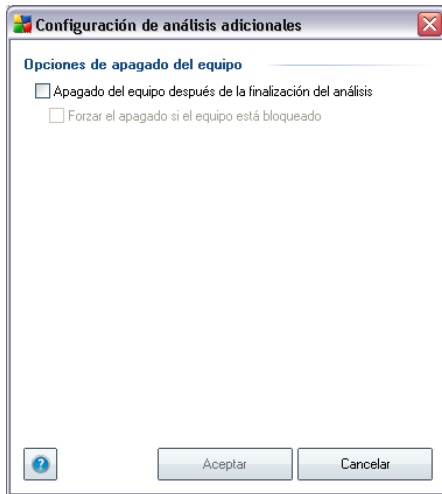 Configuración de análisis adicionales
Opciones de apagado del equipo
Apagado del equipo después de la finalización del análisis
Forzar el apagado si el equipo está bloqueado
Aceptar
Cancelar